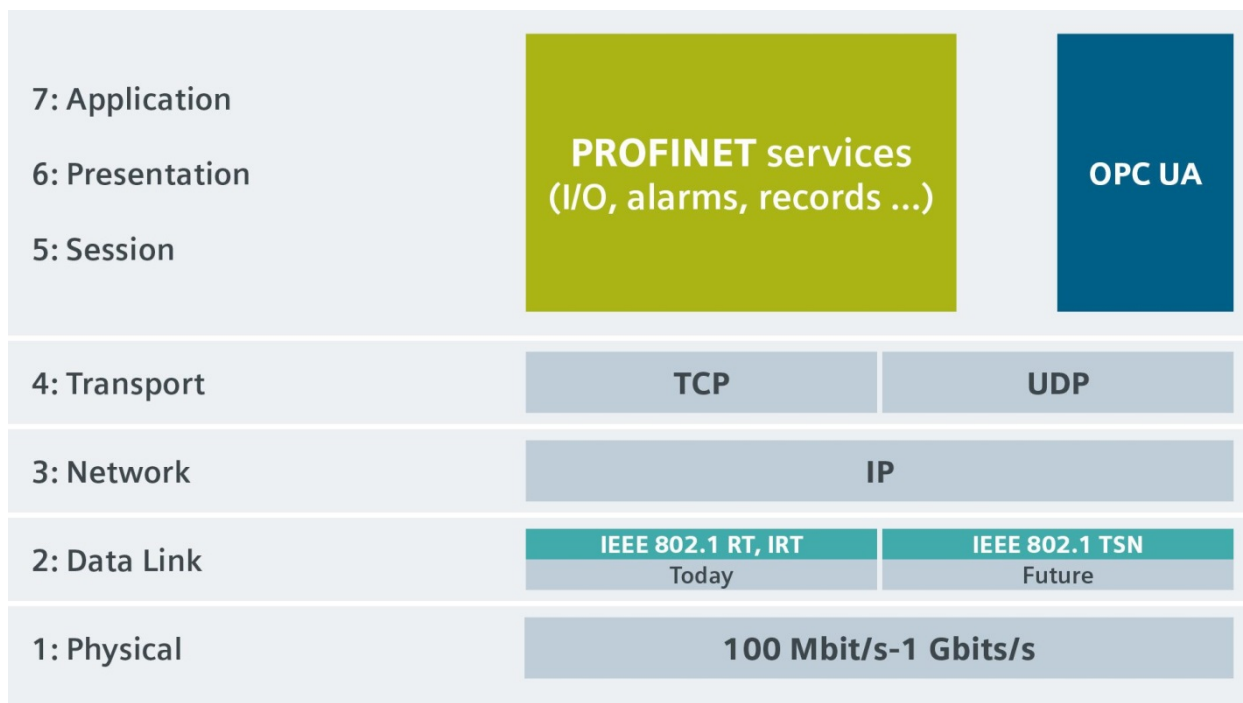 7: Application
6: Presentation
5: Session
PROFINET services
(I/O, alarms, records ...)
OPC UA
4: Transport
TCP
UDP
3: Network
IP
2: Data Link
IEEE 802.1 RT, IRT
Today
IEEE 802.1 TSN
Future
1: Physical
100 Mbit/s-1 Gbits/s